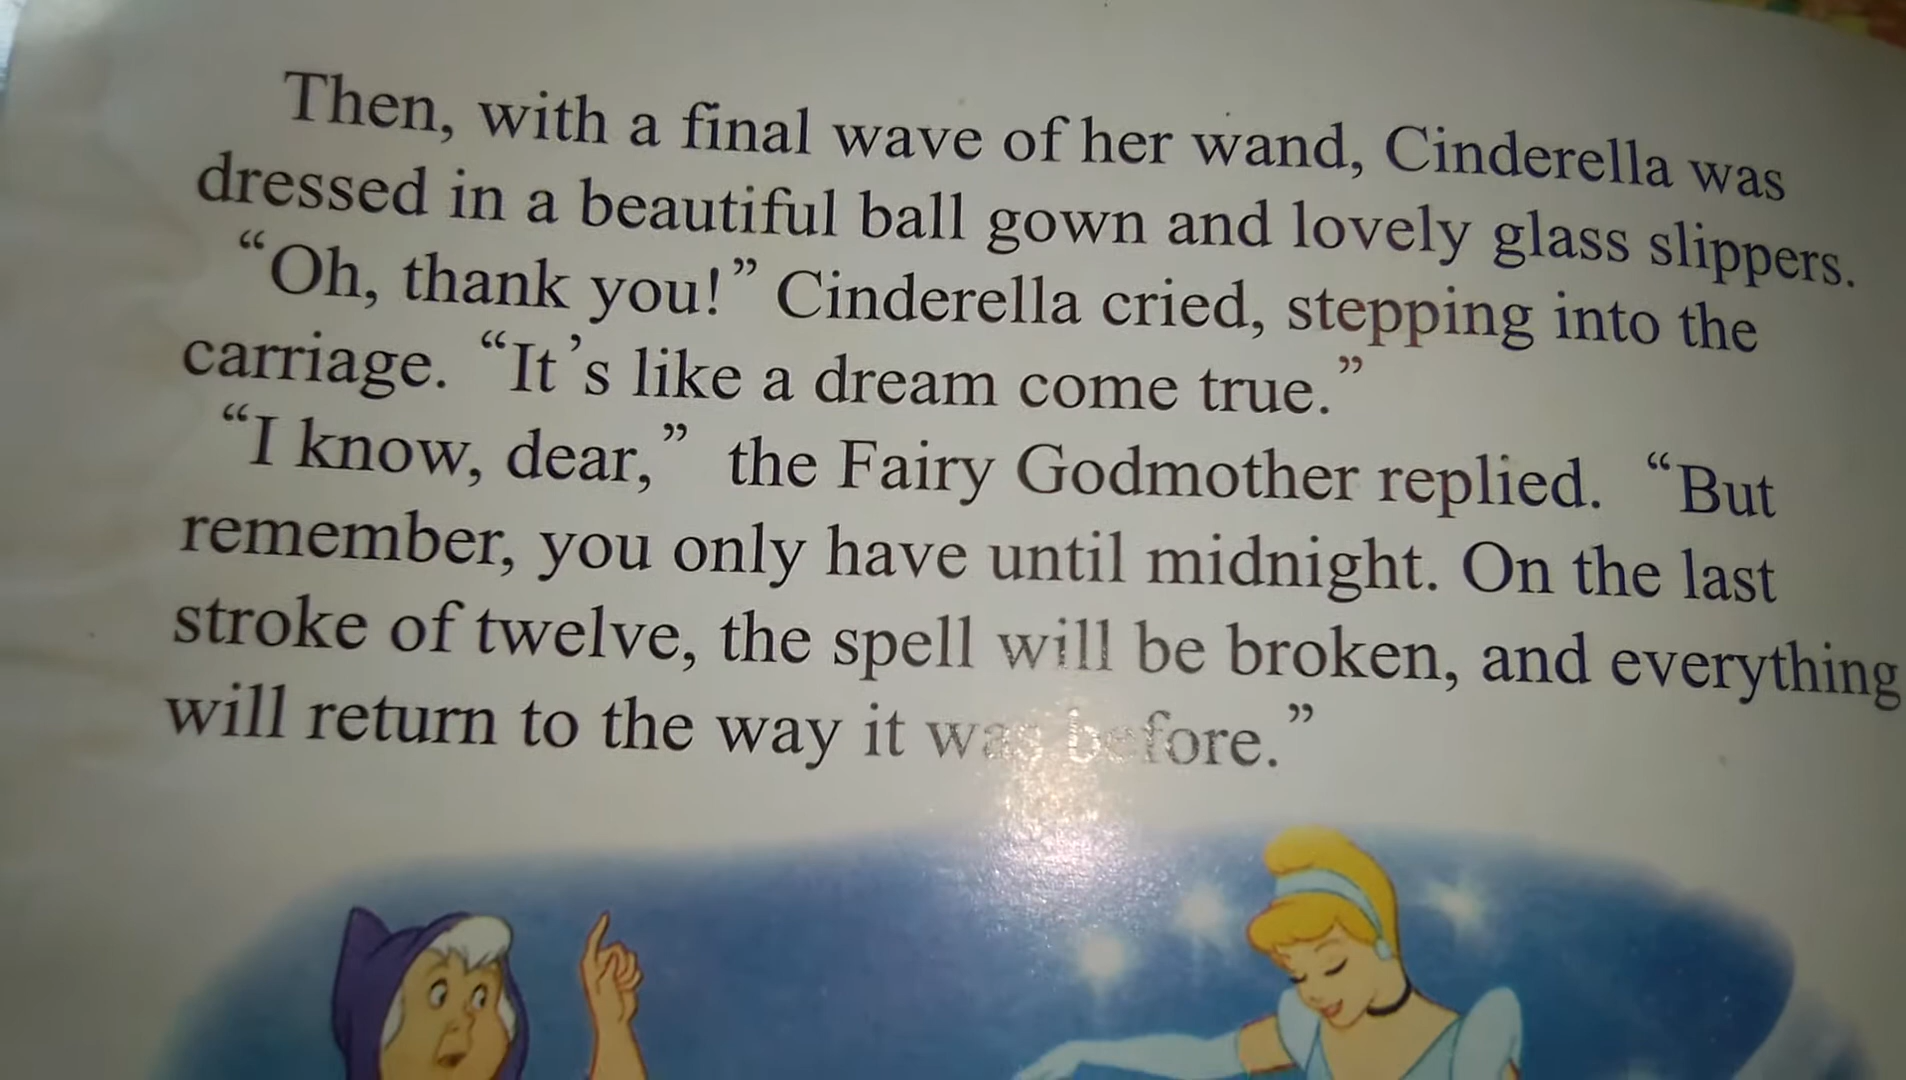 Then, with a final wave of her wand, Cinderella was
dressed in a beautiful ball gown and lovely glass slippers.
“Oh, thank you!” Cinderella cried, stepping into the
carriage. “It’s like a dream come true.”
“I know, dear,” the Fairy Godmother replied. “But
remember, you only have until midnight. On the last
stroke of twelve, the spell will be broken, and everything
will return to the way it was before.”